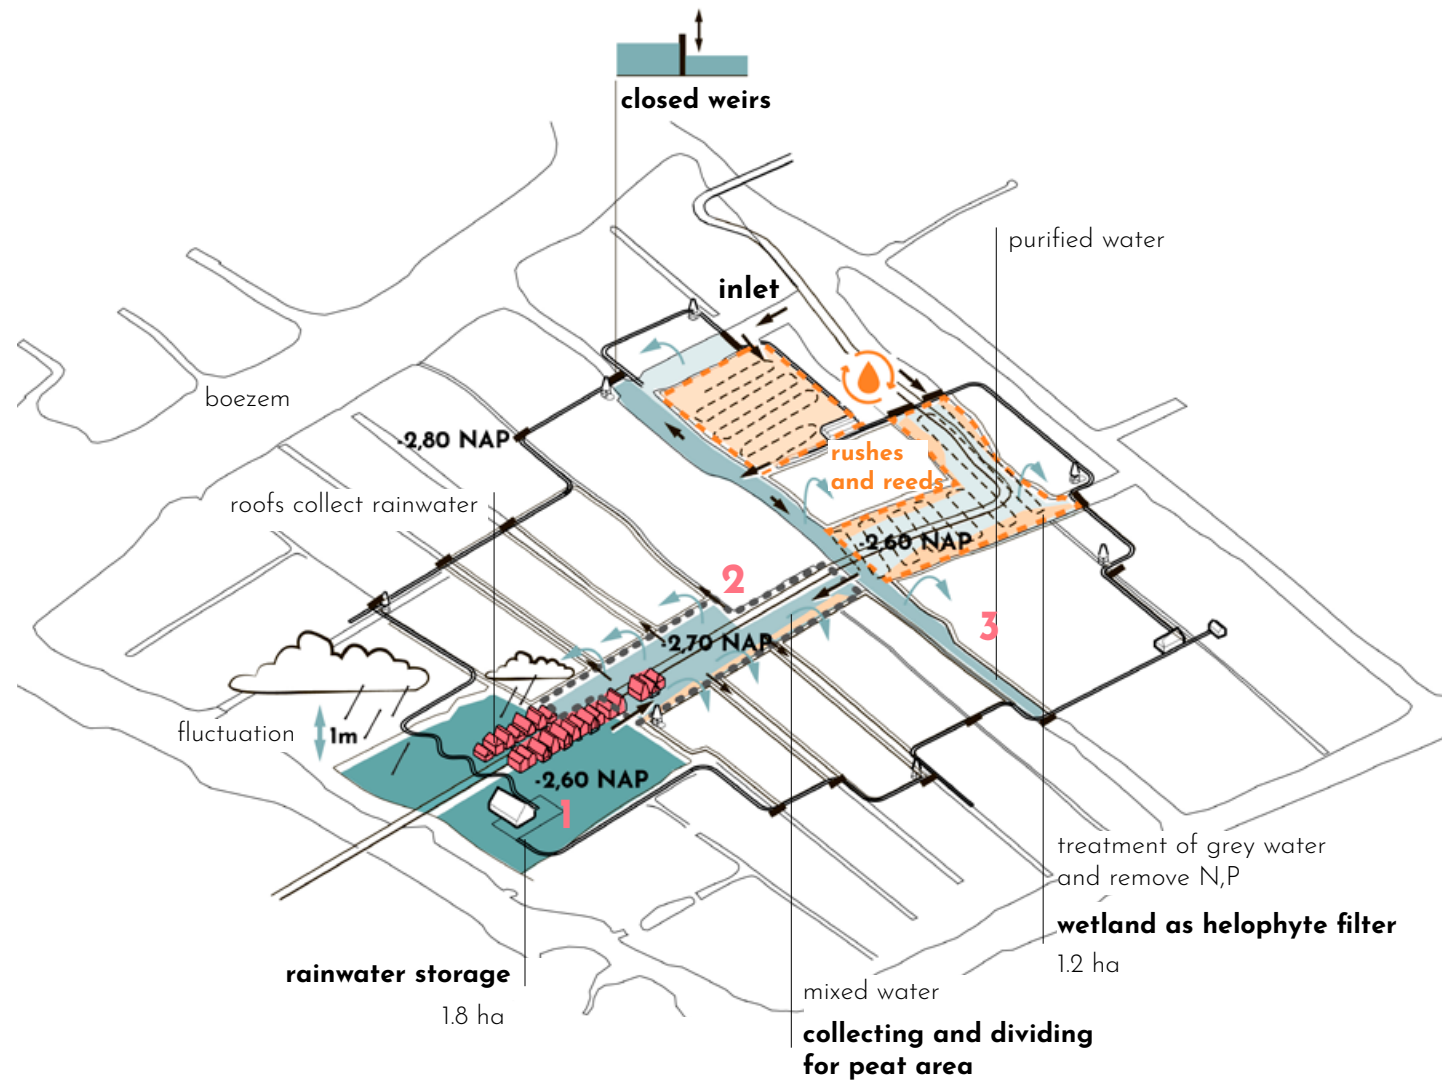 closed weirs
purified water
inlet
boezem
-2,80 NAP
rushes
and reeds
roofs collect rainwater
-2,60 NAP
2
3
-2,70 NAP
fluctuation
1m
-2,60 NAP
1
treatment of grey water
and remove N,P
wetland as helophyte filter
1.2 ha
rainwater storage
1.8 ha
mixed water
collecting and dividing
for peat area